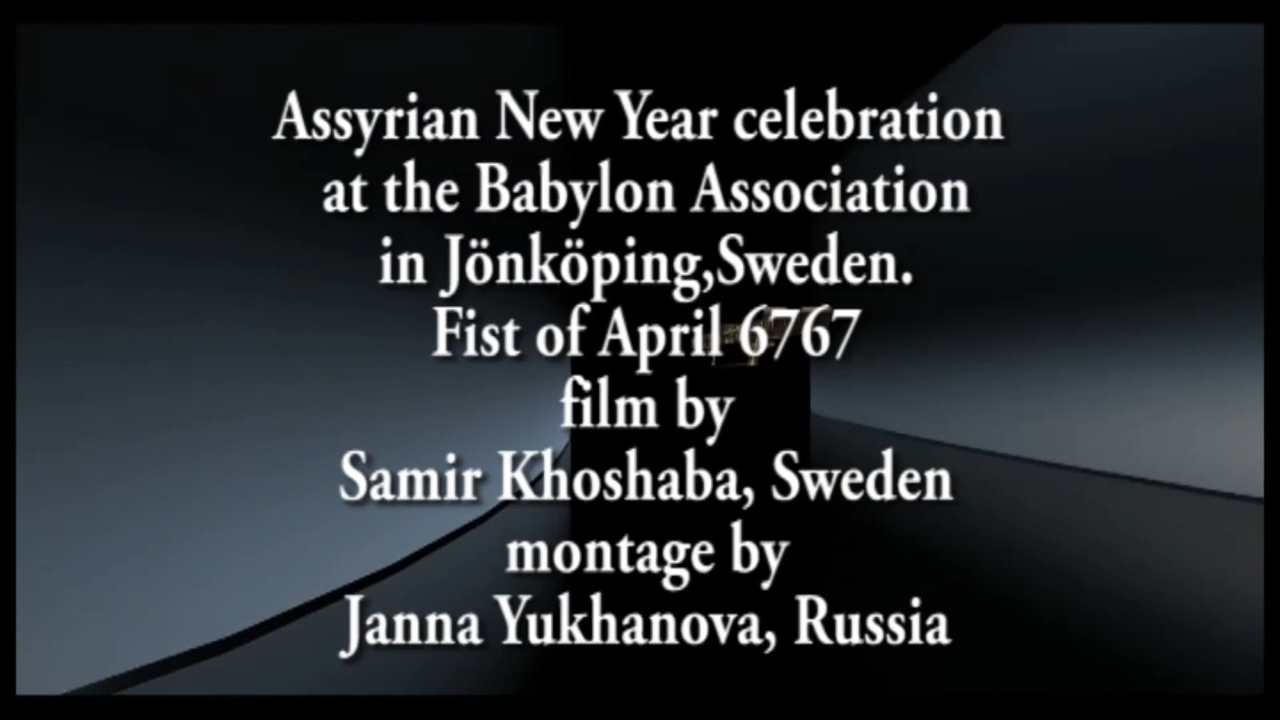 Assyrian New Year celebration
at the Babylon Association
in Jönköping,Sweden.
Fist of April 6767
film by
Samir Khoshaba, Sweden
montage by
Janna Yukhanova, Russia